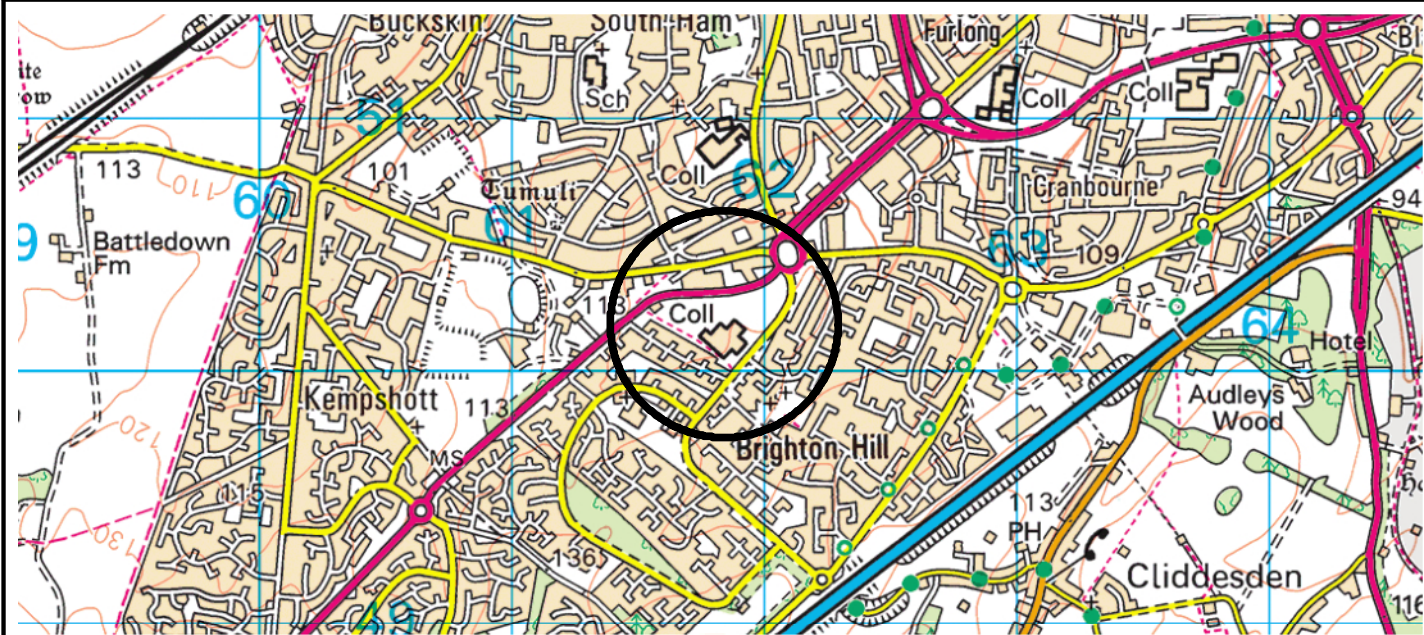 Buckskin
South Ham
Furlong
ite
ow
Sch
Coll
Coll
51
113
110
101
Coll
62
60
Tumuli
61
Cranbourne
94
9
Battledown
Fm
63
109
113
Coll
64
Hotel
Kempshott
113
Audleys
Wood
120
MS
Brighton Hill
115
113
130
136
PH
Cliddesden
49
116